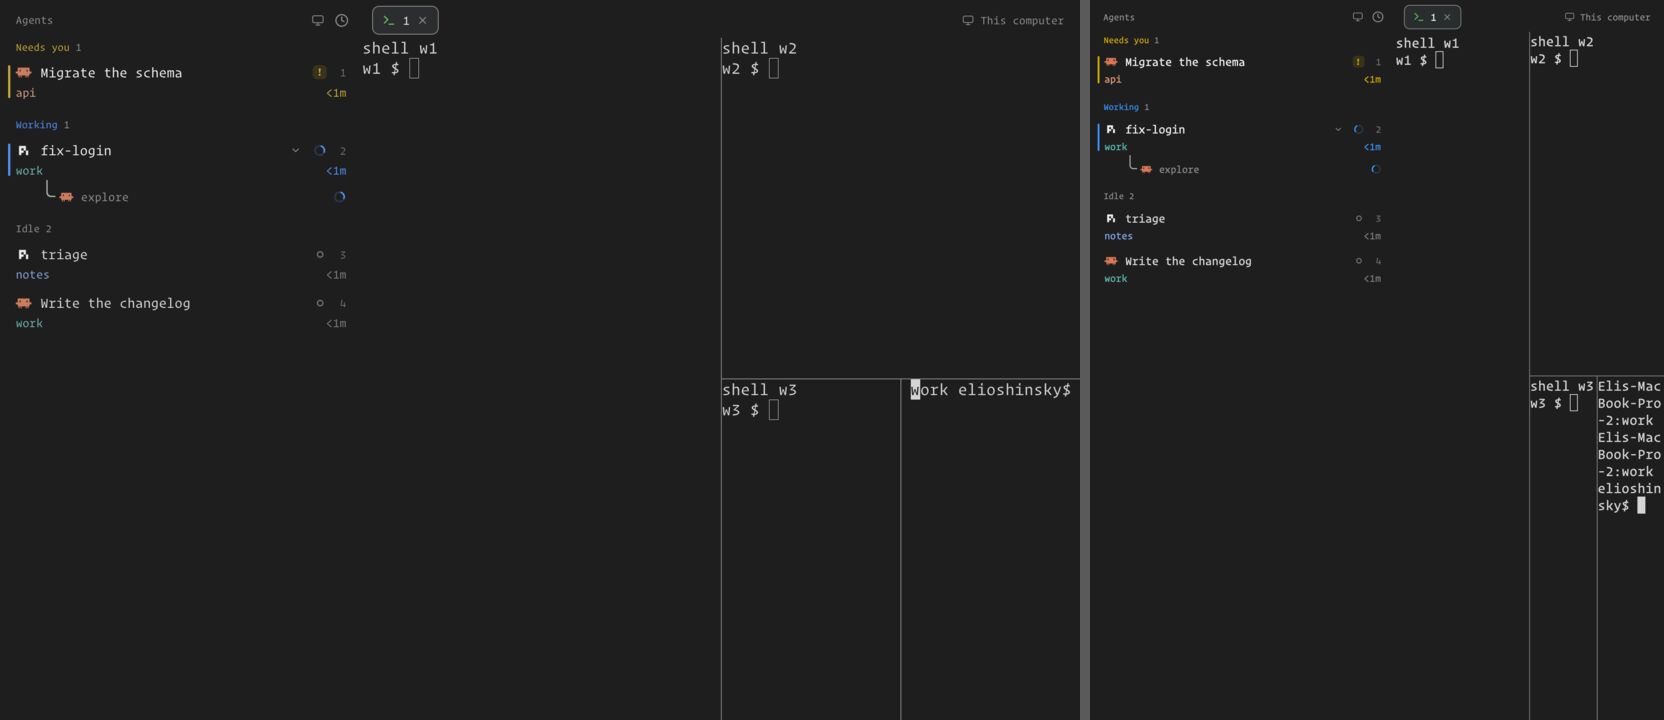 Agents
1
This computer
Needs you 1
Migrate the schema
! 1
api
<1m
Working 1
fix-login
2
work
<1m
explore
Idle 2
triage
3
notes
<1m
Write the changelog
4
work
<1m
shell w1
w1 $
shell w2
w2 $
shell w3
w3 $
work elioshinsky$
Agents
1
This computer
Needs you 1
Migrate the schema
! 1
api
<1m
Working 1
fix-login
2
work
<1m
explore
Idle 2
triage
3
notes
<1m
Write the changelog
4
work
<1m
shell w1
w1 $
shell w2
w2 $
shell w3
w3 $
Elis-Mac
Book-Pro
-2:work
Elis-Mac
Book-Pro
-2:work
elioshin
sky$